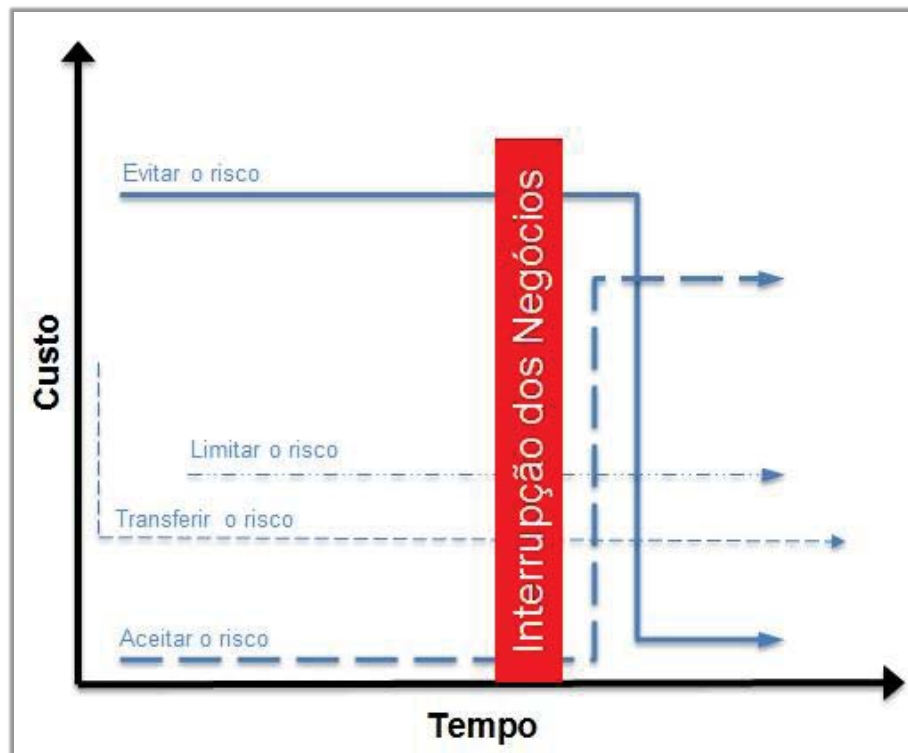 Evitar o risco
Interrupção dos Negócios
Custo
Limitar o risco
Transferir o risco
Aceitar o risco
Tempo